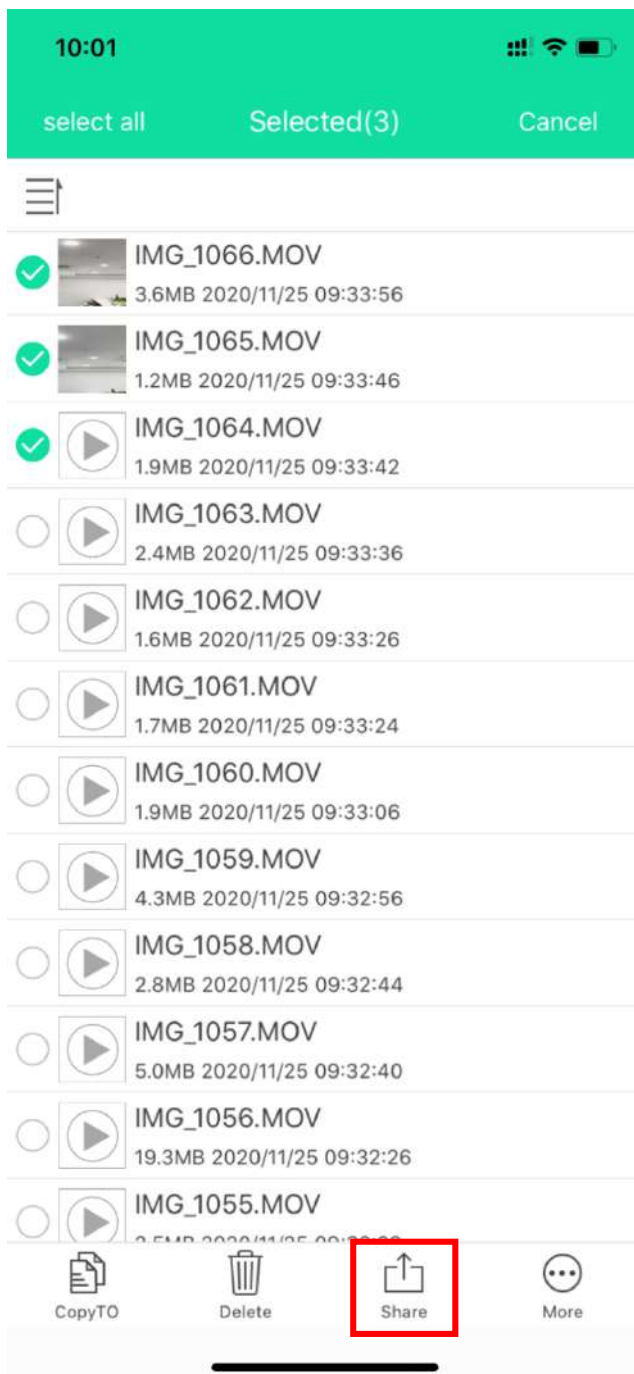 10:01
select all Selected(3) Cancel
IMG_1066.MOV
3.6MB 2020/11/25 09:33:56
IMG_1065.MOV
1.2MB 2020/11/25 09:33:46
IMG_1064.MOV
1.9MB 2020/11/25 09:33:42
IMG_1063.MOV
2.4MB 2020/11/25 09:33:36
IMG_1062.MOV
1.6MB 2020/11/25 09:33:26
IMG_1061.MOV
1.7MB 2020/11/25 09:33:24
IMG_1060.MOV
1.9MB 2020/11/25 09:33:06
IMG_1059.MOV
4.3MB 2020/11/25 09:32:56
IMG_1058.MOV
2.8MB 2020/11/25 09:32:44
IMG_1057.MOV
5.0MB 2020/11/25 09:32:40
IMG_1056.MOV
19.3MB 2020/11/25 09:32:26
IMG_1055.MOV
CopyTO Delete Share More